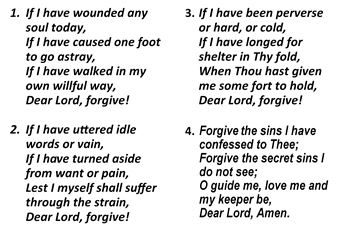 1. If I have wounded any
soul today,
If I have caused one foot
to go astray,
If I have walked in my
own willful way,
Dear Lord, forgive!
2. If I have uttered idle
words or vain,
If I have turned aside
from want or pain,
Lest I myself shall suffer
through the strain,
Dear Lord, forgive!
3. If I have been perverse
or hard, or cold,
If I have longed for
shelter in Thy fold,
When Thou hast given
me some fort to hold,
Dear Lord, forgive!
4. Forgive the sins I have
confessed to Thee;
Forgive the secret sins I
do not see;
O guide me, love me and
my keeper be,
Dear Lord, Amen.